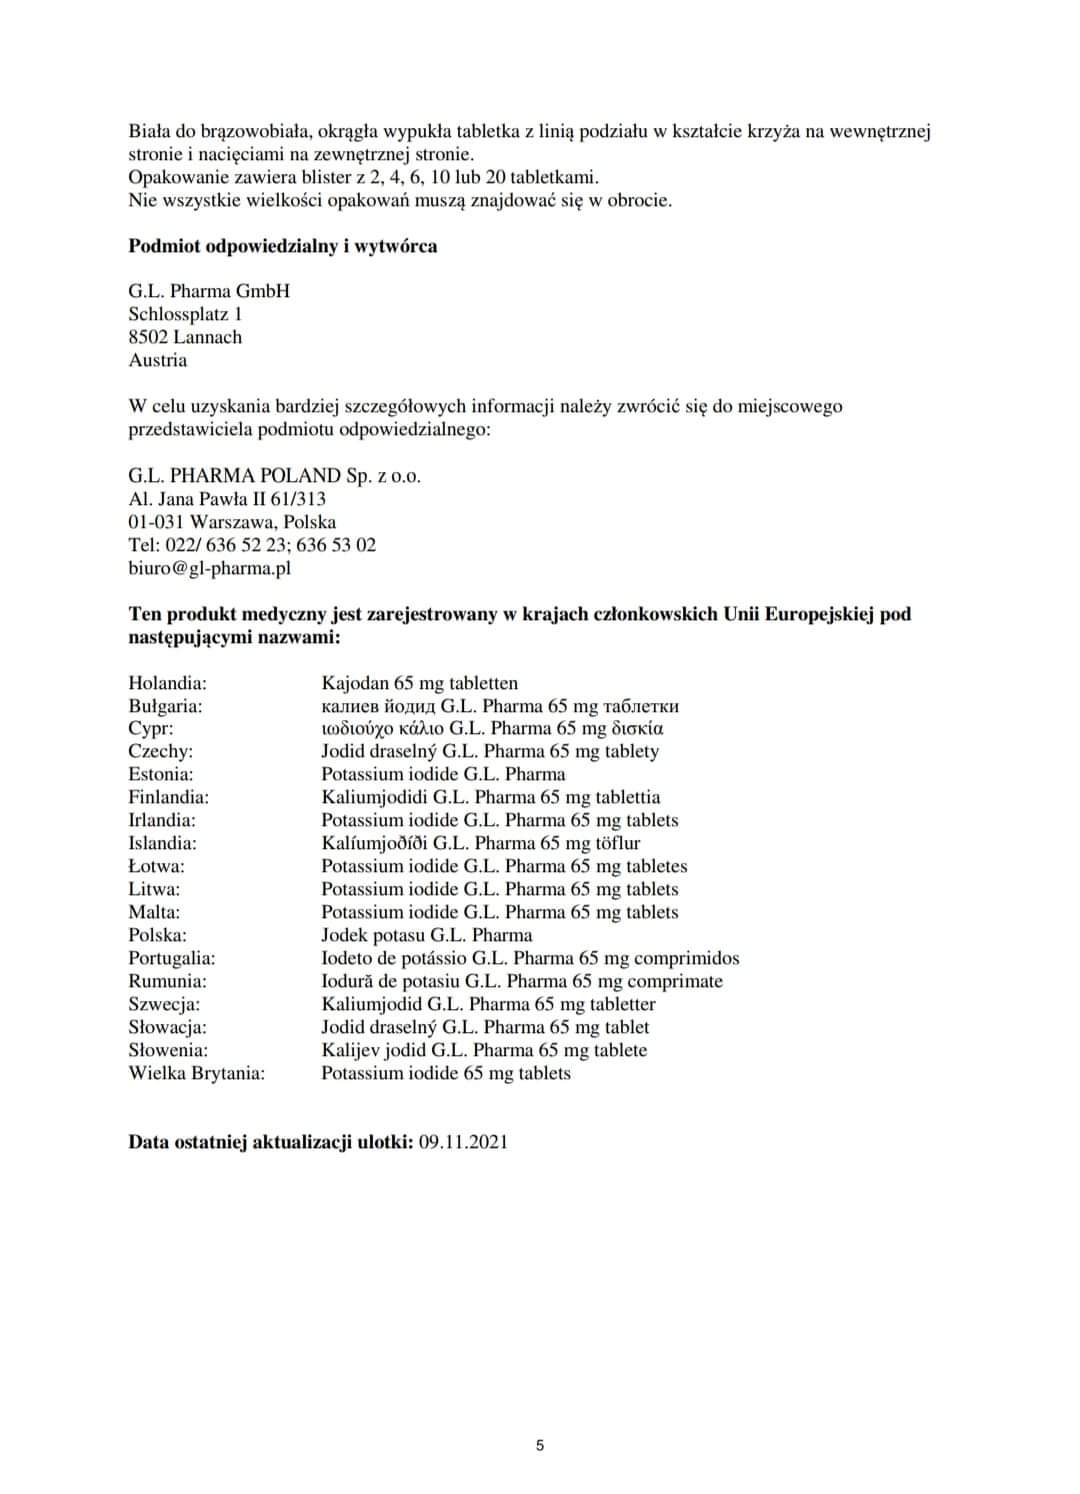 Biała do brązowobiała, okrągła wypukła tabletka z linią podziału w kształcie krzyża na wewnętrznej
stronie i nacięciami na zewnętrznej stronie.
Opakowanie zawiera blister z 2, 4, 6, 10 lub 20 tabletkami.
Nie wszystkie wielkości opakowań muszą znajdować się w obrocie.
Podmiot odpowiedzialny i wytwórca
G.L. Pharma GmbH
Schlossplatz 1
8502 Lannach
Austria
W celu uzyskania bardziej szczegółowych informacji należy zwrócić się do miejscowego
przedstawiciela podmiotu odpowiedzialnego:
G.L. PHARMA POLAND Sp. z o.o.
Al. Jana Pawła II 61/313
01-031 Warszawa, Polska
Tel: 022/ 636 52 23; 636 53 02
biuro@gl-pharma.pl
Ten produkt medyczny jest zarejestrowany w krajach członkowskich Unii Europejskiej pod
następującymi nazwami:
Holandia: Kajodan 65 mg tabletten
Bułgaria: калиев йодид G.L. Pharma 65 mg таблетки
Cypr: ιωδιούχο κάλιο G.L. Pharma 65 mg δισκία
Czechy: Jodid draselný G.L. Pharma 65 mg tablety
Estonia: Potassium iodide G.L. Pharma
Finlandia: Kaliumjodidi G.L. Pharma 65 mg tablettia
Irlandia: Potassium iodide G.L. Pharma 65 mg tablets
Islandia: Kalíumjoðíði G.L. Pharma 65 mg töflur
Łotwa: Potassium iodide G.L. Pharma 65 mg tabletes
Litwa: Potassium iodide G.L. Pharma 65 mg tablets
Malta: Potassium iodide G.L. Pharma 65 mg tablets
Polska: Jodek potasu G.L. Pharma
Portugalia: Iodeto de potássio G.L. Pharma 65 mg comprimidos
Rumunia: Iodură de potasiu G.L. Pharma 65 mg comprimate
Szwecja: Kaliumjodid G.L. Pharma 65 mg tabletter
Słowacja: Jodid draselný G.L. Pharma 65 mg tablet
Słowenia: Kalijev jodid G.L. Pharma 65 mg tablete
Wielka Brytania: Potassium iodide 65 mg tablets
Data ostatniej aktualizacji ulotki: 09.11.2021
5